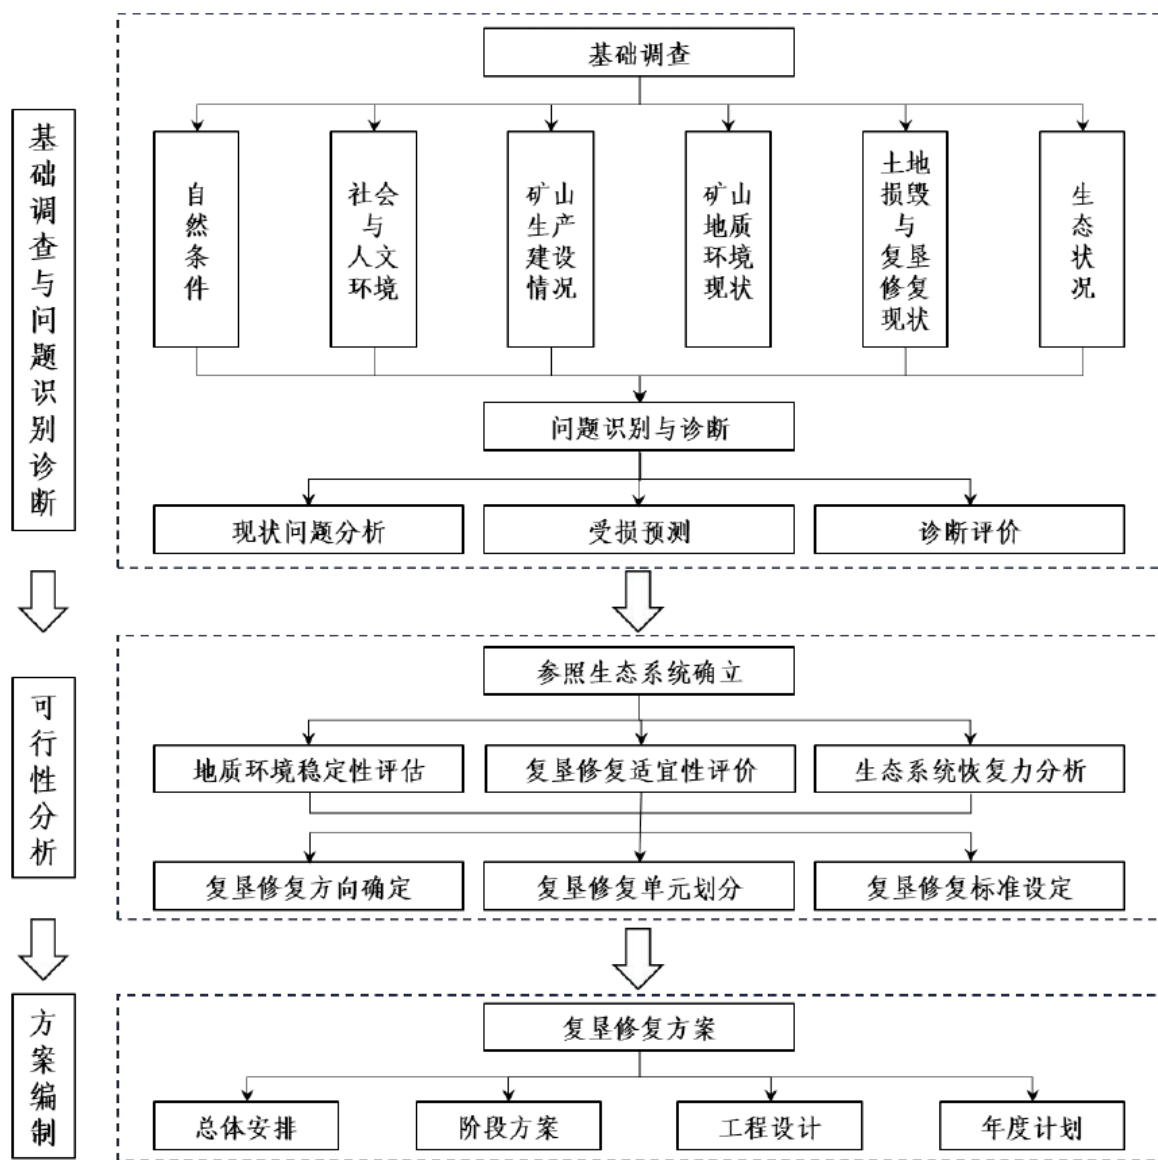 基础调查与问题识别诊断
基础调查
自然条件
社会
与
人文
环境
矿山
生产
建设
情况
矿山
地质
环境
现状
土地
损毁
与
复垦
修复
现状
生态状况
问题识别与诊断
现状问题分析
受损预测
诊断评价
可行性分析
参照生态系统确立
地质环境稳定性评估
复垦修复适宜性评价
生态系统恢复力分析
复垦修复方向确定
复垦修复单元划分
复垦修复标准设定
方案编制
复垦修复方案
总体安排
阶段方案
工程设计
年度计划